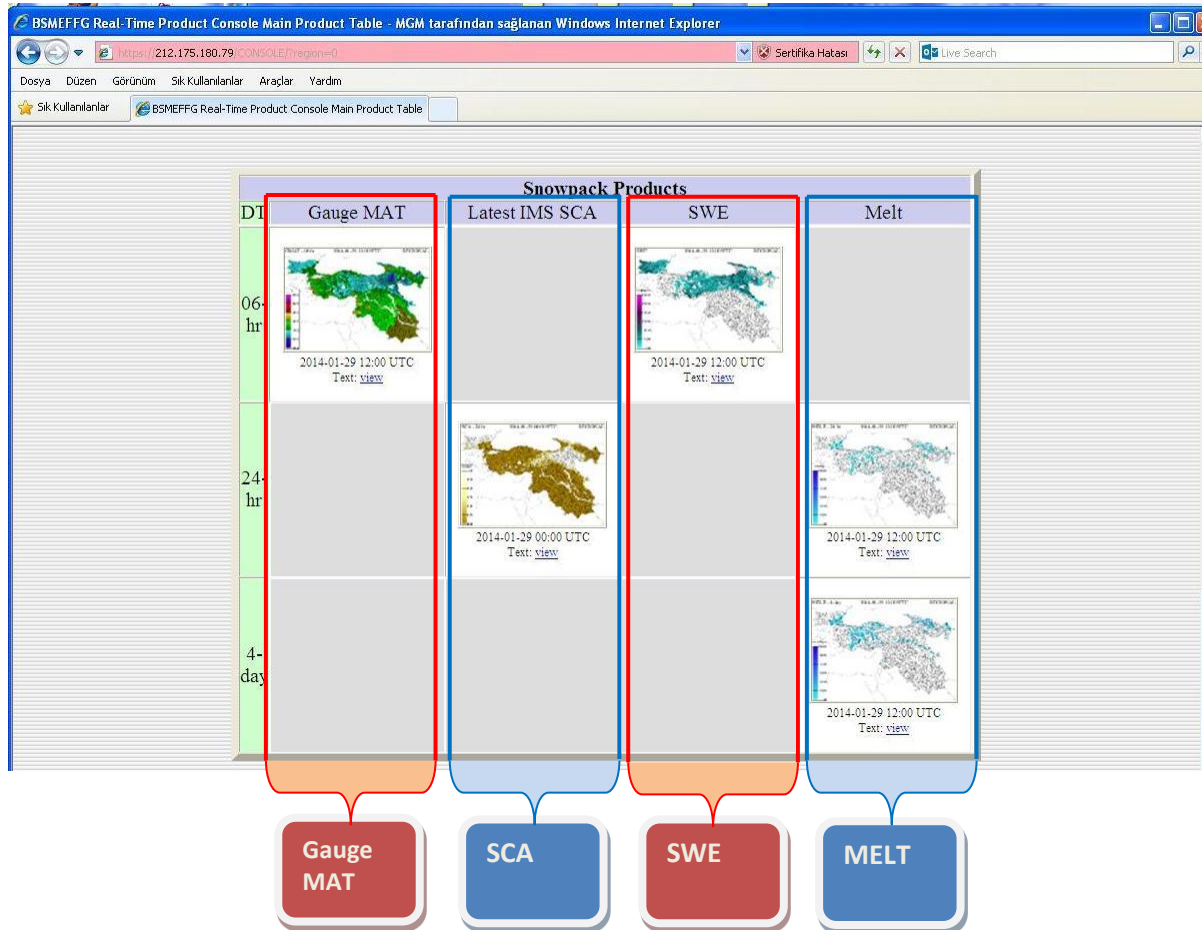 BSMEFFG Real-Time Product Console Main Product Table - MGM tarafından sağlanan Windows Internet Explorer
https://212.175.180.79/CONSOLE/?region=0
Sertifika Hatası
Live Search
Dosya Düzen Görünüm Sık Kullanılanlar Araçlar Yardım
Sık Kullanılanlar
BSMEFFG Real-Time Product Console Main Product Table
Snowpack Products
DT Gauge MAT Latest IMS SCA SWE Melt
06-
hr
2014-01-29 12:00 UTC
Text: view
2014-01-29 12:00 UTC
Text: view
24-
hr
2014-01-29 00:00 UTC
Text: view
2014-01-29 12:00 UTC
Text: view
4-
day
2014-01-29 12:00 UTC
Text: view
Gauge
MAT
SCA
SWE
MELT